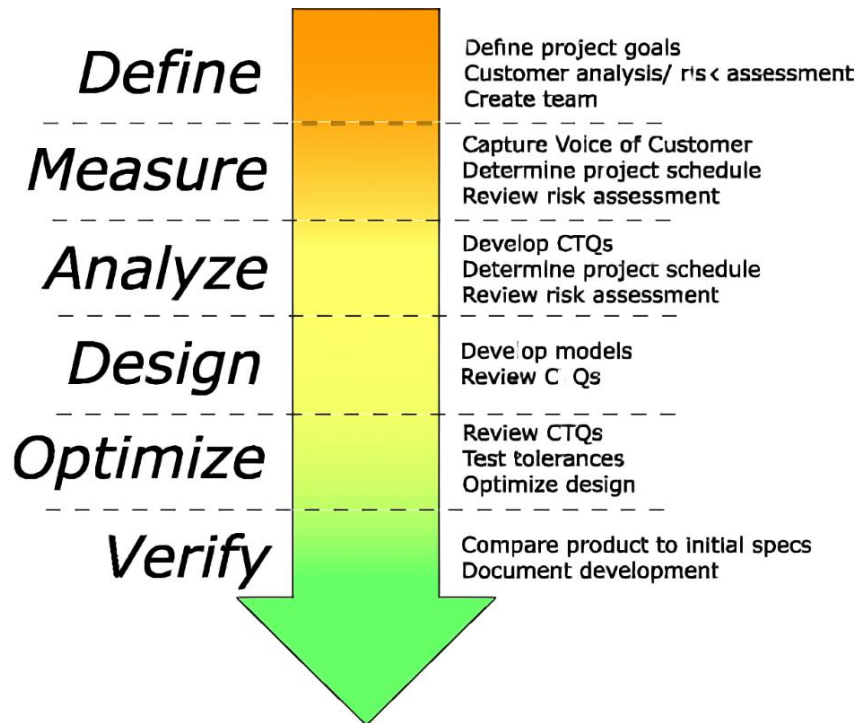 Define
Define project goals
Customer analysis/ risk assessment
Create team
Measure
Capture Voice of Customer
Determine project schedule
Review risk assessment
Analyze
Develop CTQs
Determine project schedule
Review risk assessment
Design
Develop models
Review CTQs
Optimize
Review CTQs
Test tolerances
Optimize design
Verify
Compare product to initial specs
Document development